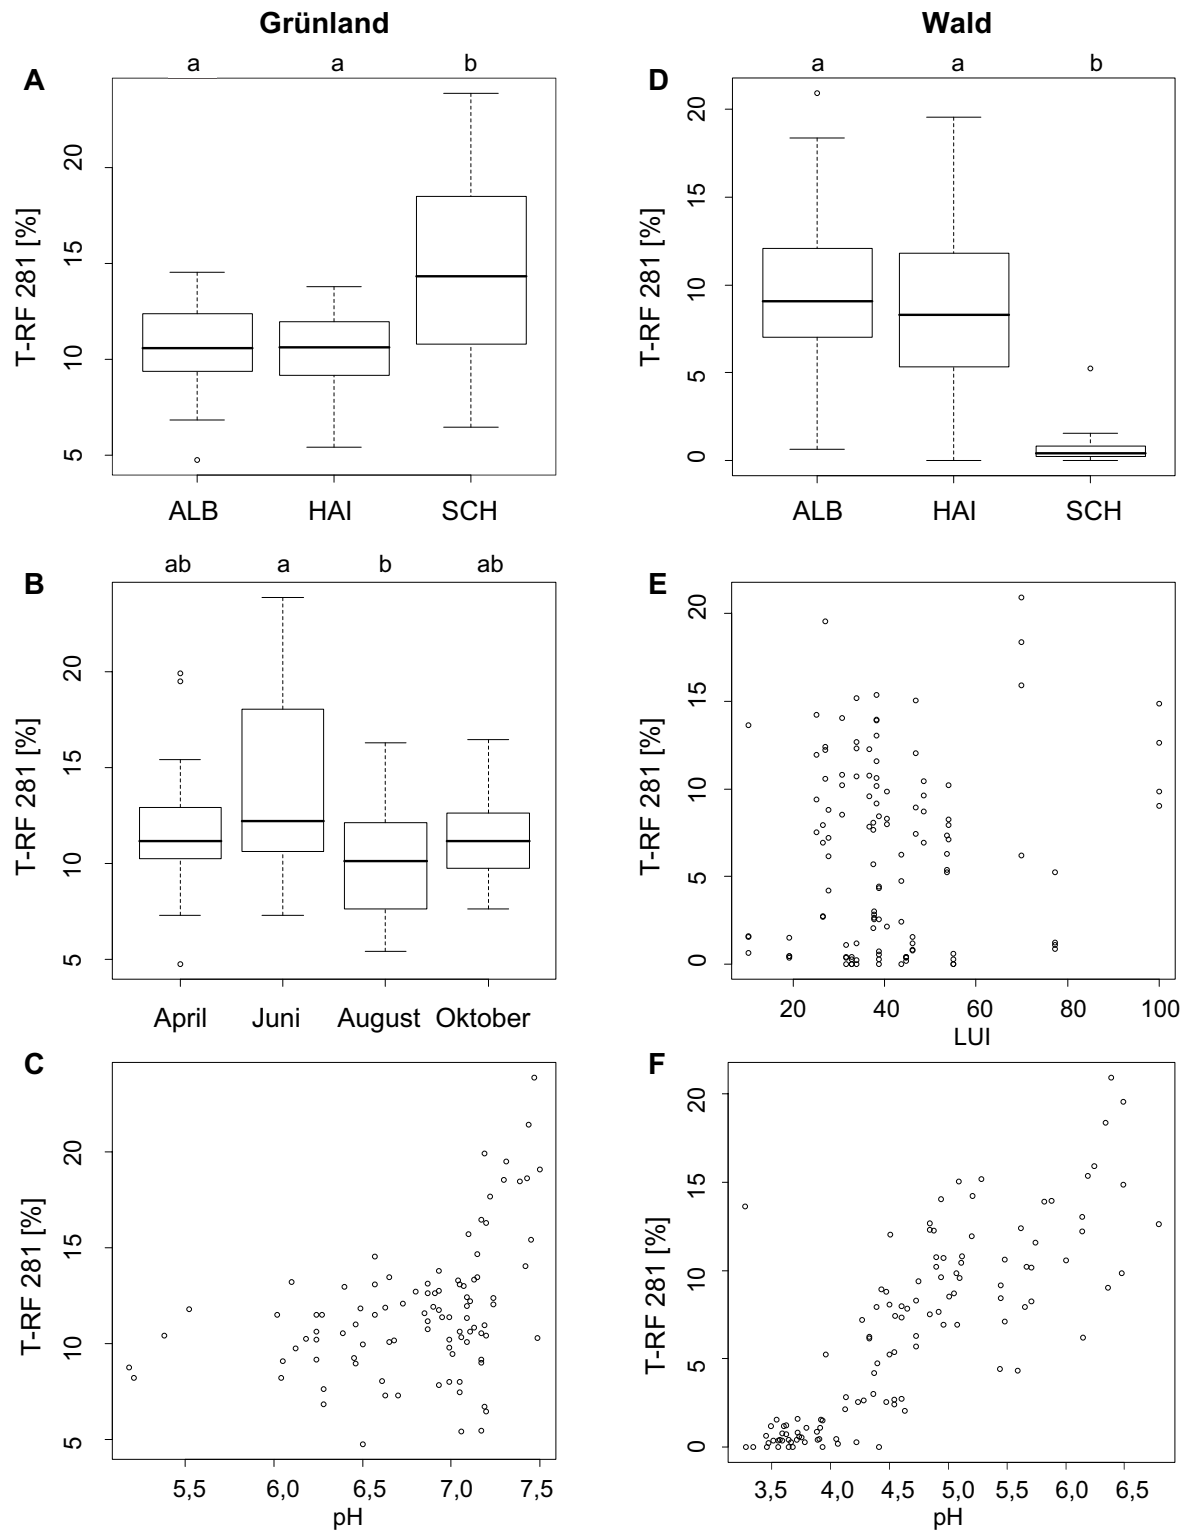 Grünland
Wald
A
a a b
T-RF 281 [%]
20
15
10
5
ALB HAI SCH
D
a a b
T-RF 281 [%]
20
15
10
5
0
ALB HAI SCH
B
ab a b ab
T-RF 281 [%]
20
15
10
5
April Juni August Oktober
E
T-RF 281 [%]
20
15
10
5
0
20 40 60 80 100
LUI
C
T-RF 281 [%]
20
15
10
5
5,5 6,0 6,5 7,0 7,5
pH
F
T-RF 281 [%]
20
15
10
5
0
3,5 4,0 4,5 5,0 5,5 6,0 6,5
pH